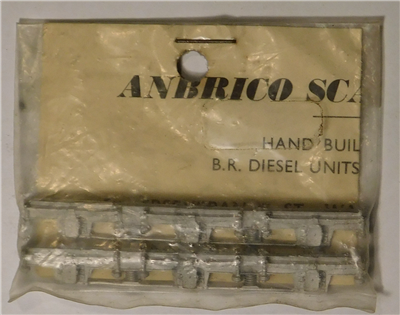 ANBRICO SCA
HAND BUIL
B.R. DIESEL UNITS